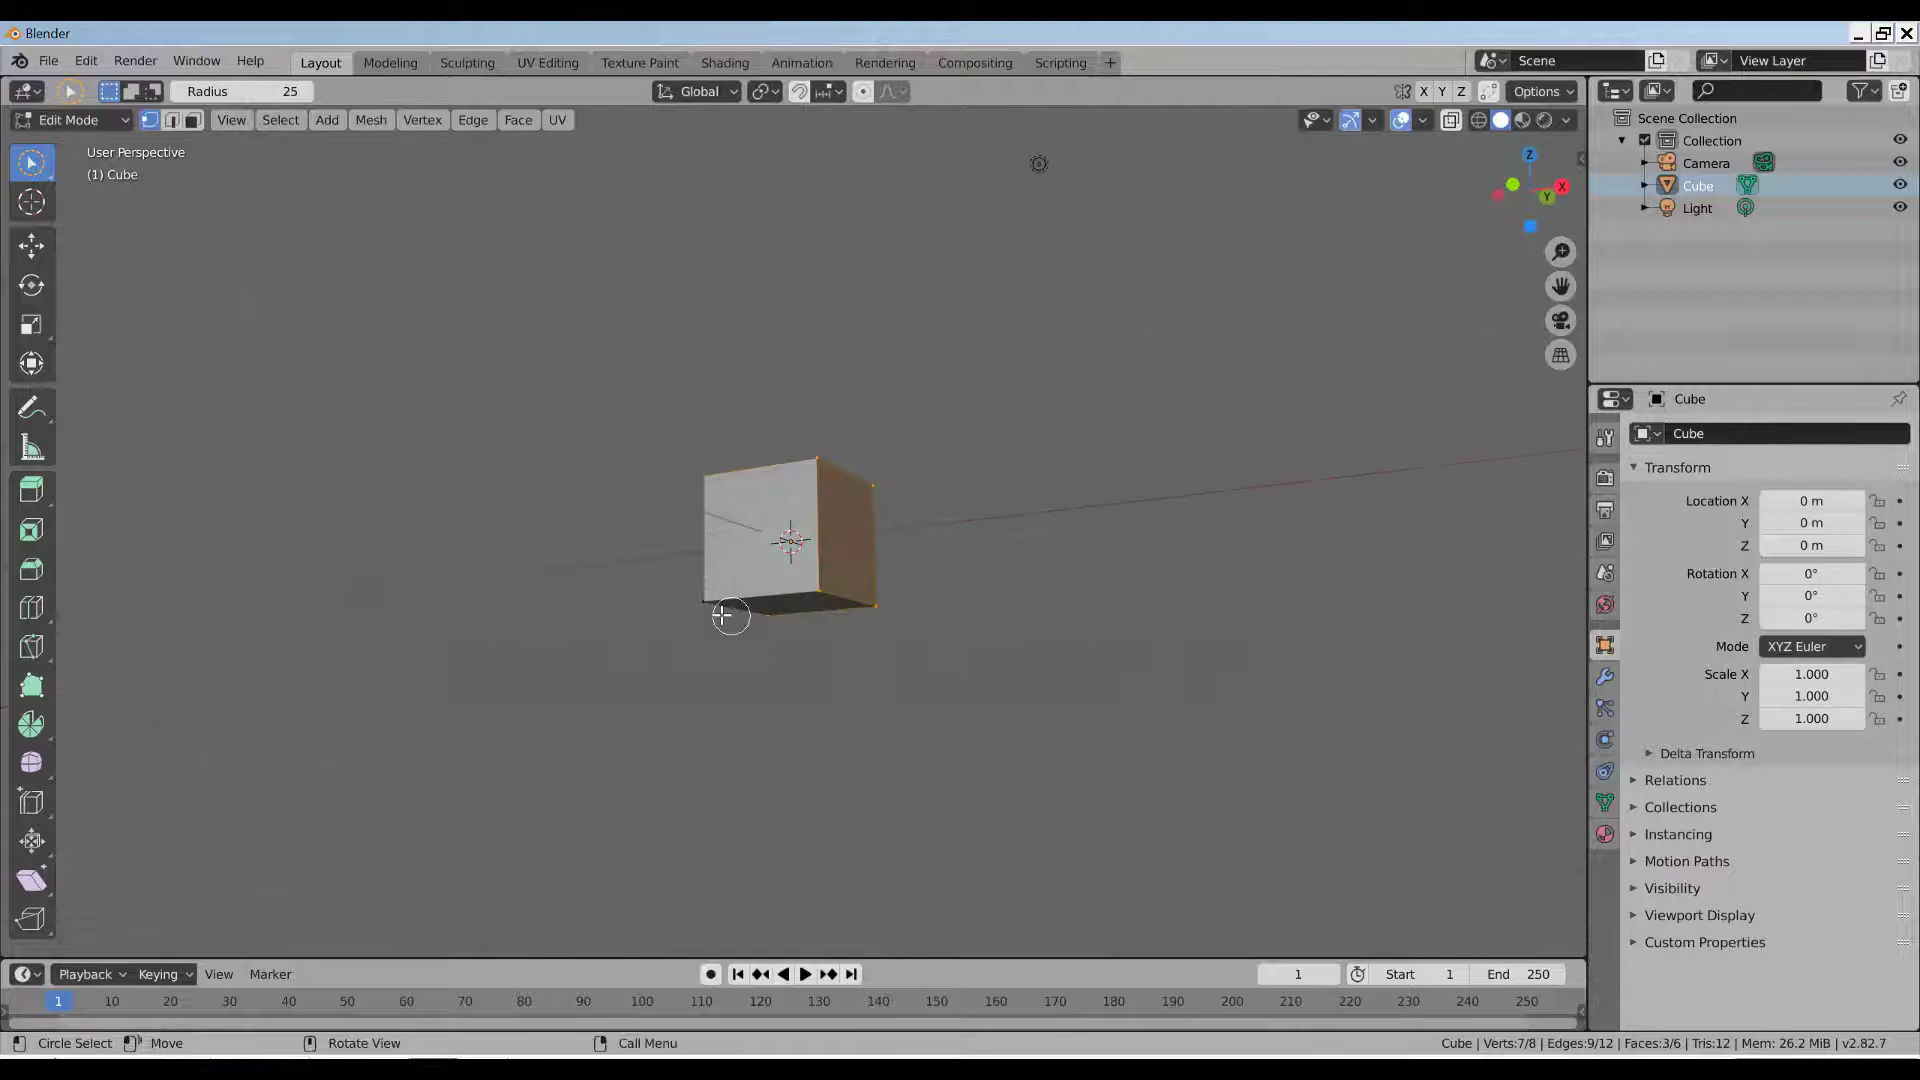 Blender
File Edit Render Window Help Layout Modeling Sculpting UV Editing Texture Paint Shading Animation Rendering Compositing Scripting + Scene View Layer
Radius 25 Global X Y Z Options
Edit Mode View Select Add Mesh Vertex Edge Face UV
User Perspective
(1) Cube
Z
X
Y
Scene Collection
Collection
Camera
Cube
Light
Cube
Cube
Transform
Location X 0 m
Y 0 m
Z 0 m
Rotation X 0°
Y 0°
Z 0°
Mode XYZ Euler
Scale X 1.000
Y 1.000
Z 1.000
Delta Transform
Relations
Collections
Instancing
Motion Paths
Visibility
Viewport Display
Custom Properties
Playback Keying View Marker 1 Start 1 End 250
1 10 20 30 40 50 60 70 80 90 100 110 120 130 140 150 160 170 180 190 200 210 220 230 240 250
Circle Select Move Rotate View Call Menu Cube | Verts:7/8 | Edges:9/12 | Faces:3/6 | Tris:12 | Mem: 26.2 MiB | v2.82.7